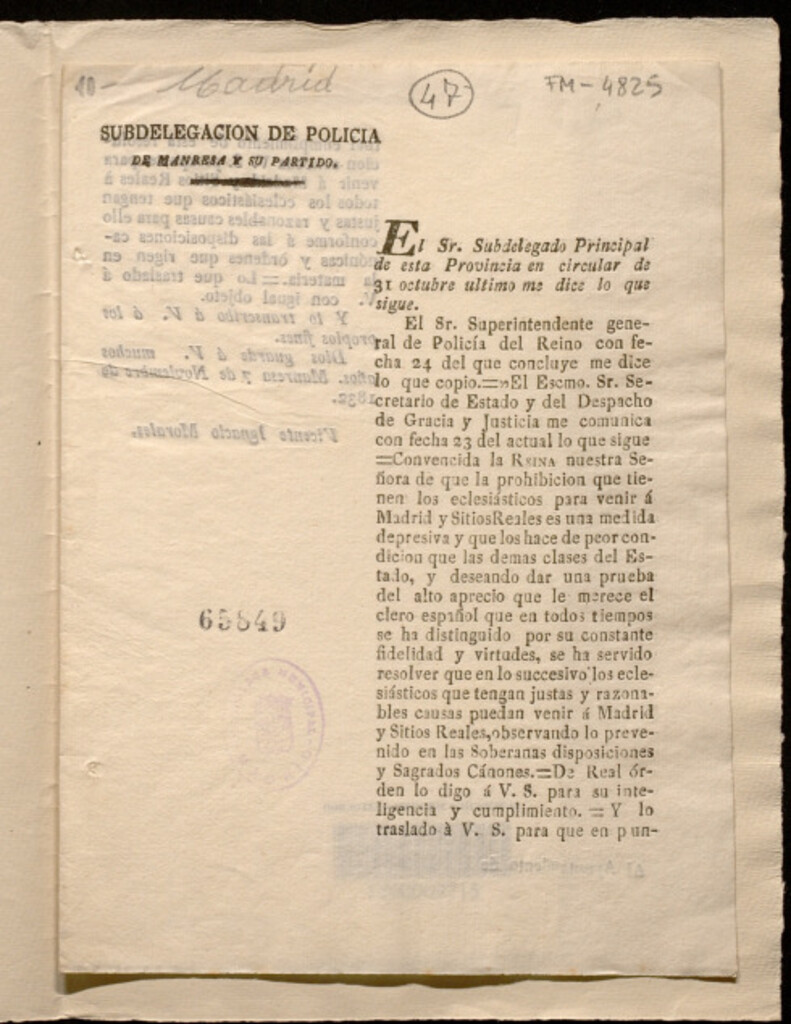 10- Madrid
47
FM-4825
SUBDELEGACION DE POLICIA
DE MANRESA Y SU PARTIDO.
El Sr. Subdelegado Principal
de esta Provincia en circular de
31 octubre ultimo me dice lo que
sigue.
El Sr. Superintendente gene-
ral de Policía del Reino con fe-
cha 24 del que concluye me dice
lo que copio.=»El Escmo. Sr. Se-
cretario de Estado y del Despacho
de Gracia y Justicia me comunica
con fecha 23 del actual lo que sigue
=Convencida la REINA nuestra Se-
ñora de que la prohibicion que tie-
nen los eclesiásticos para venir á
Madrid y Sitios Reales es una medida
depresiva y que los hace de peor con-
dicion que las demas clases del Es-
tado, y deseando dar una prueba
del alto aprecio que le merece el
clero español que en todos tiempos
se ha distinguido por su constante
fidelidad y virtudes, se ha servido
resolver que en lo succesivo los ecle-
siásticos que tengan justas y razona-
bles causas puedan venir á Madrid
y Sitios Reales, observando lo preve-
nido en las Soberanas disposiciones
y Sagrados Cánones.=De Real ór-
den lo digo á V. S. para su inte-
ligencia y cumplimiento. = Y lo
traslado à V. S. para que en pun-
65849